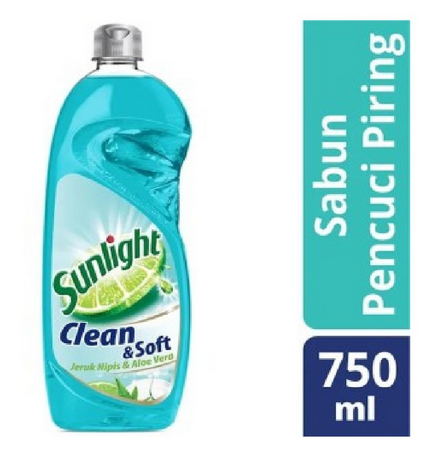 Sunlight
Clean
& Soft
Jeruk Nipis & Aloe Vera
Sabun
Pencuci Piring
750
ml